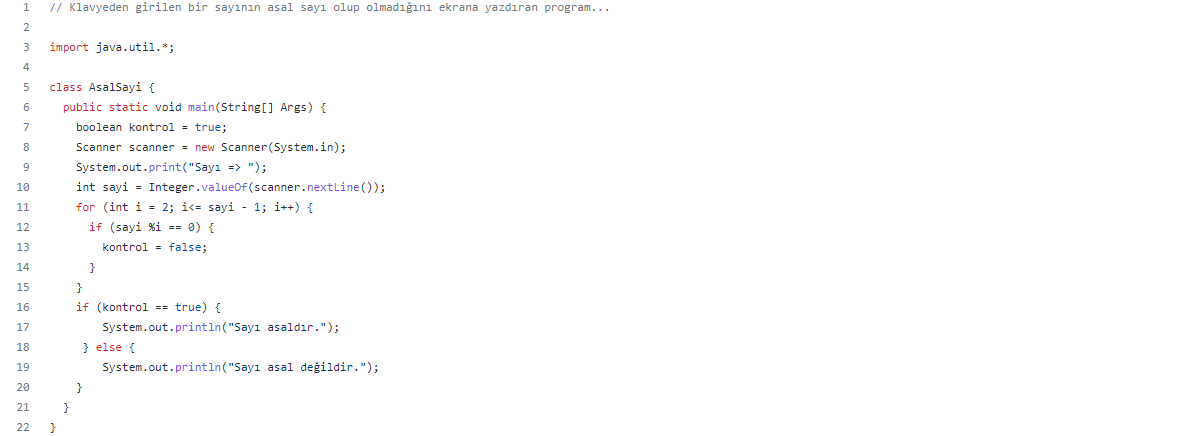 1 // Klavyeden girilen bir sayının asal sayı olup olmadığını ekrana yazdıran program...
2
3 import java.util.*;
4
5 class AsalSayi {
6 public static void main(String[] Args) {
7 boolean kontrol = true;
8 Scanner scanner = new Scanner(System.in);
9 System.out.print("Sayı => ");
10 int sayi = Integer.valueOf(scanner.nextLine());
11 for (int i = 2; i<= sayi - 1; i++) {
12 if (sayi %i == 0) {
13 kontrol = false;
14 }
15 }
16 if (kontrol == true) {
17 System.out.println("Sayı asaldır.");
18 } else {
19 System.out.println("Sayı asal değildir.");
20 }
21 }
22 }